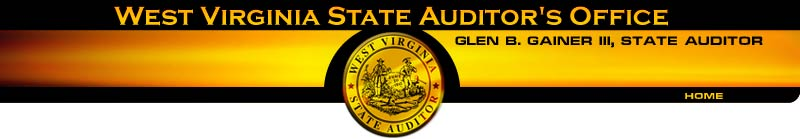 WEST VIRGINIA STATE AUDITOR'S OFFICE
GLEN B. GAINER III, STATE AUDITOR
WEST VIRGINIA
STATE AUDITOR
HOME